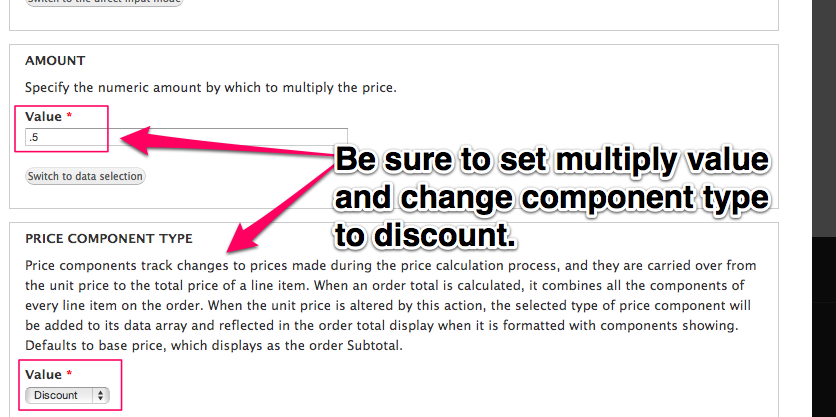 Switch to the direct input mode
AMOUNT
Specify the numeric amount by which to multiply the price.
Value *
.5
Switch to data selection
Be sure to set multiply value
and change component type
to discount.
PRICE COMPONENT TYPE
Price components track changes to prices made during the price calculation process, and they are carried over from
the unit price to the total price of a line item. When an order total is calculated, it combines all the components of
every line item on the order. When the unit price is altered by this action, the selected type of price component will
be added to its data array and reflected in the order total display when it is formatted with components showing.
Defaults to base price, which displays as the order Subtotal.
Value *
Discount